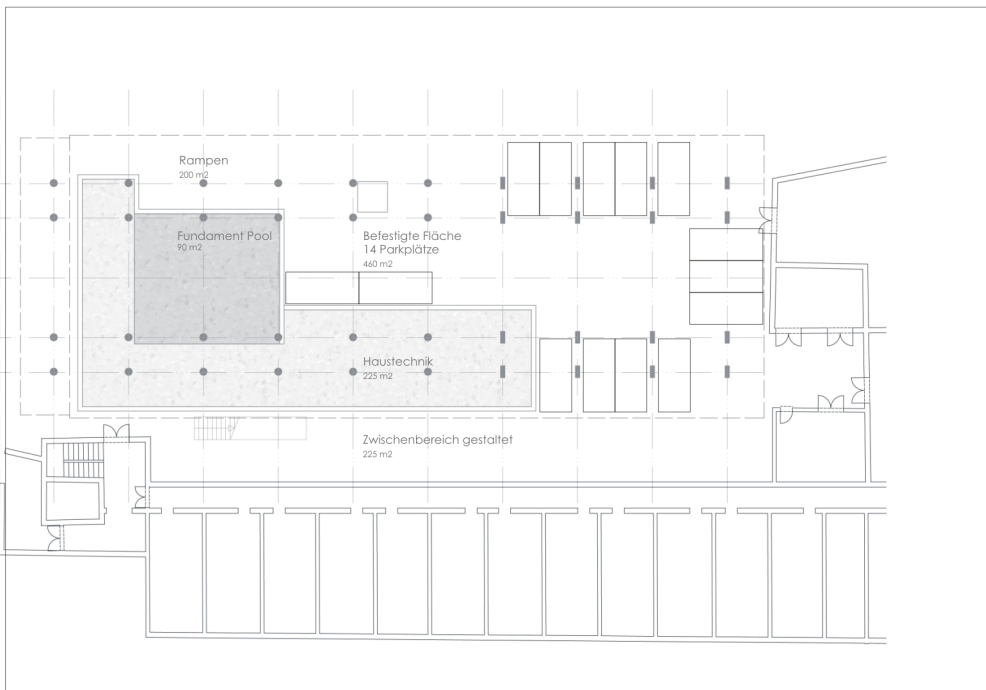 Rampen
200 m2
Fundament Pool
90 m2
Befestigte Fläche
14 Parkplätze
460 m2
Haustechnik
225 m2
Zwischenbereich gestaltet
225 m2